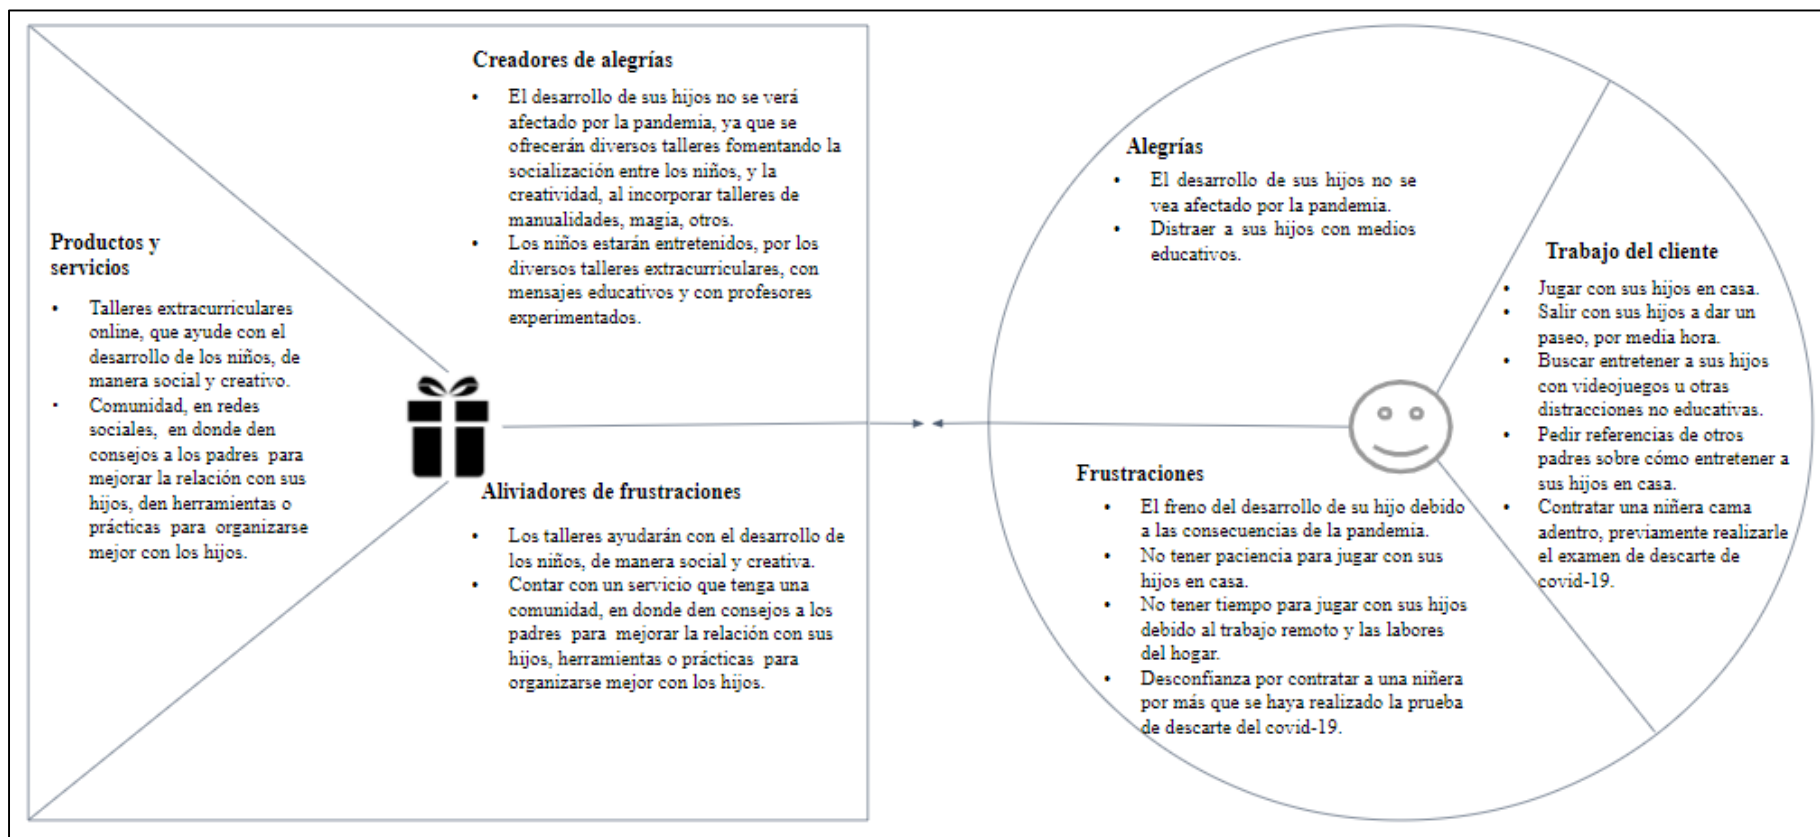 Creadores de alegrías
• El desarrollo de sus hijos no se verá
afectado por la pandemia, ya que se
ofrecerán diversos talleres fomentando la
socialización entre los niños, y la
creatividad, al incorporar talleres de
manualidades, magia, otros.
• Los niños estarán entretenidos, por los
diversos talleres extracurriculares, con
mensajes educativos y con profesores
experimentados.
Productos y
servicios
• Talleres extracurriculares
online, que ayude con el
desarrollo de los niños, de
manera social y creativo.
• Comunidad, en redes
sociales, en donde den
consejos a los padres para
mejorar la relación con sus
hijos, den herramientas o
prácticas para organizarse
mejor con los hijos.
Aliviadores de frustraciones
• Los talleres ayudarán con el desarrollo de
los niños, de manera social y creativa.
• Contar con un servicio que tenga una
comunidad, en donde den consejos a los
padres para mejorar la relación con sus
hijos, herramientas o prácticas para
organizarse mejor con los hijos.
Alegrías
• El desarrollo de sus hijos no se
vea afectado por la pandemia.
• Distraer a sus hijos con medios
educativos.
Trabajo del cliente
• Jugar con sus hijos en casa.
• Salir con sus hijos a dar un
paseo, por media hora.
• Buscar entretener a sus hijos
con videojuegos u otras
distracciones no educativas.
• Pedir referencias de otros
padres sobre cómo entretener a
sus hijos en casa.
• Contratar una niñera cama
adentro, previamente realizarle
el examen de descarte de
covid-19.
Frustraciones
• El freno del desarrollo de su hijo debido
a las consecuencias de la pandemia.
• No tener paciencia para jugar con sus
hijos en casa.
• No tener tiempo para jugar con sus hijos
debido al trabajo remoto y las labores
del hogar.
• Desconfianza por contratar a una niñera
por más que se haya realizado la prueba
de descarte del covid-19.